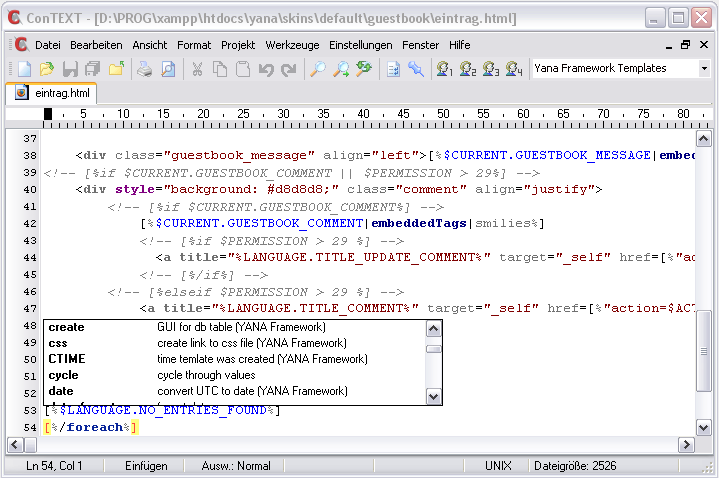 ConTEXT - [D:\PROG\xampp\htdocs\yana\skins\default\guestbook\eintrag.html]
Datei Bearbeiten Ansicht Format Projekt Werkzeuge Einstellungen Fenster Hilfe
1 2 3 4 Yana Framework Templates
eintrag.html
5 10 15 20 25 30 35 40 45 50 55 60 65 70 75 80
37
38 <div class="guestbook_message" align="left">[%$CURRENT.GUESTBOOK_MESSAGE|embed
39 <!-- [%if $CURRENT.GUESTBOOK_COMMENT || $PERMISSION > 29%] -->
40 <div style="background: #d8d8d8;" class="comment" align="justify">
41 <!-- [%if $CURRENT.GUESTBOOK_COMMENT%] -->
42 [%$CURRENT.GUESTBOOK_COMMENT|embeddedTags|smilies%]
43 <!-- [%if $PERMISSION > 29 %] -->
44 <a title="%LANGUAGE.TITLE_UPDATE_COMMENT%" target="_self" href=[%"a
45 <!-- [%/if%] -->
46 <!-- [%elseif $PERMISSION > 29 %] -->
47 <a title="%LANGUAGE.TITLE_COMMENT%" target="_self" href=[%"action=$ACT
48 create GUI for db table (YANA Framework)
49 css create link to css file (YANA Framework)
50 CTIME time temlate was created (YANA Framework)
51 cycle cycle through values
52 date convert UTC to date (YANA Framework)
53 [%$LANGUAGE.NO_ENTRIES_FOUND%]
54 [%/foreach%]
Ln 54, Col 1 Einfügen Ausw.: Normal UNIX Dateigröße: 2526